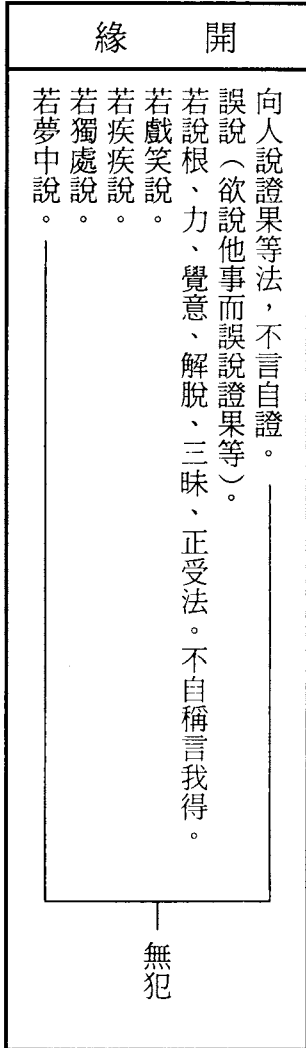 開緣
向人說證果等法，不言自證。
誤說（欲說他事而誤說證果等）。
若說根、力、覺意、解脫、三昧、正受法。不自稱言我得。
若戲笑說。
若疾疾說。
若獨處說。
若夢中說。
無犯